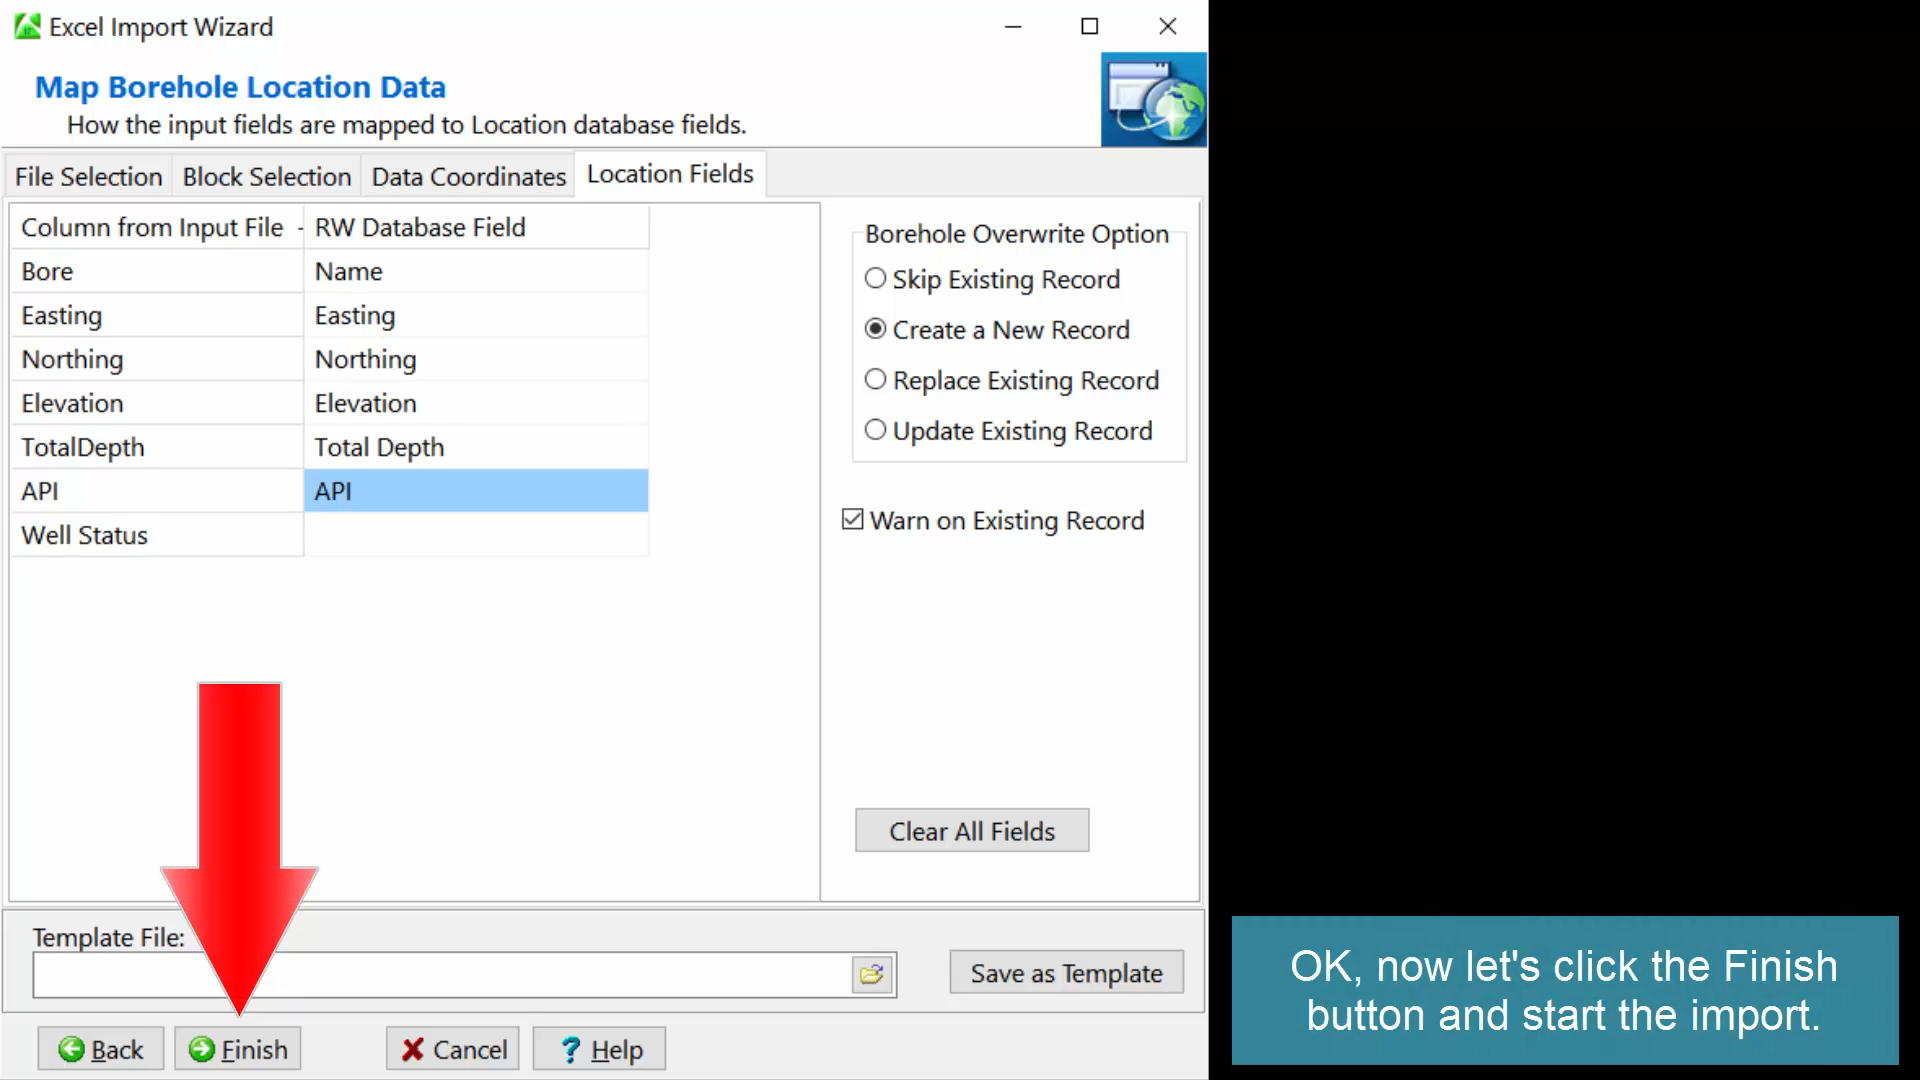 Excel Import Wizard
Map Borehole Location Data
How the input fields are mapped to Location database fields.
File Selection Block Selection Data Coordinates Location Fields
Column from Input File - RW Database Field
Bore Name
Easting Easting
Northing Northing
Elevation Elevation
TotalDepth Total Depth
API API
Well Status
Borehole Overwrite Option
Skip Existing Record
Create a New Record
Replace Existing Record
Update Existing Record
Warn on Existing Record
Clear All Fields
Template File:
Save as Template
Back Finish Cancel ? Help
OK, now let's click the Finish
button and start the import.